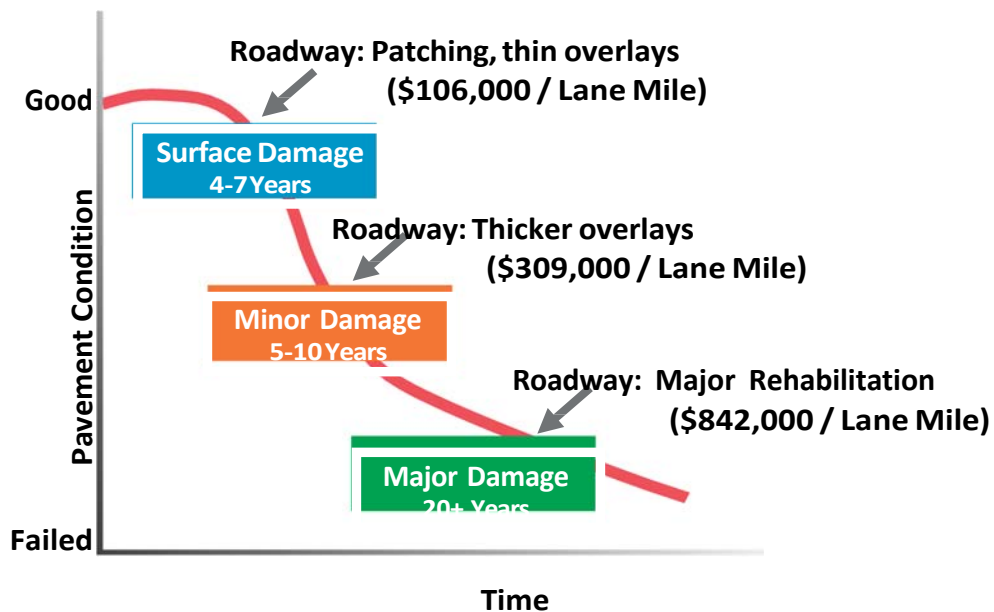 Roadway: Patching, thin overlays
($106,000 / Lane Mile)
Good
Surface Damage
4-7 Years
Roadway: Thicker overlays
($309,000 / Lane Mile)
Pavement Condition
Minor Damage
5-10 Years
Roadway: Major Rehabilitation
($842,000 / Lane Mile)
Major Damage
20+ Years
Failed
Time